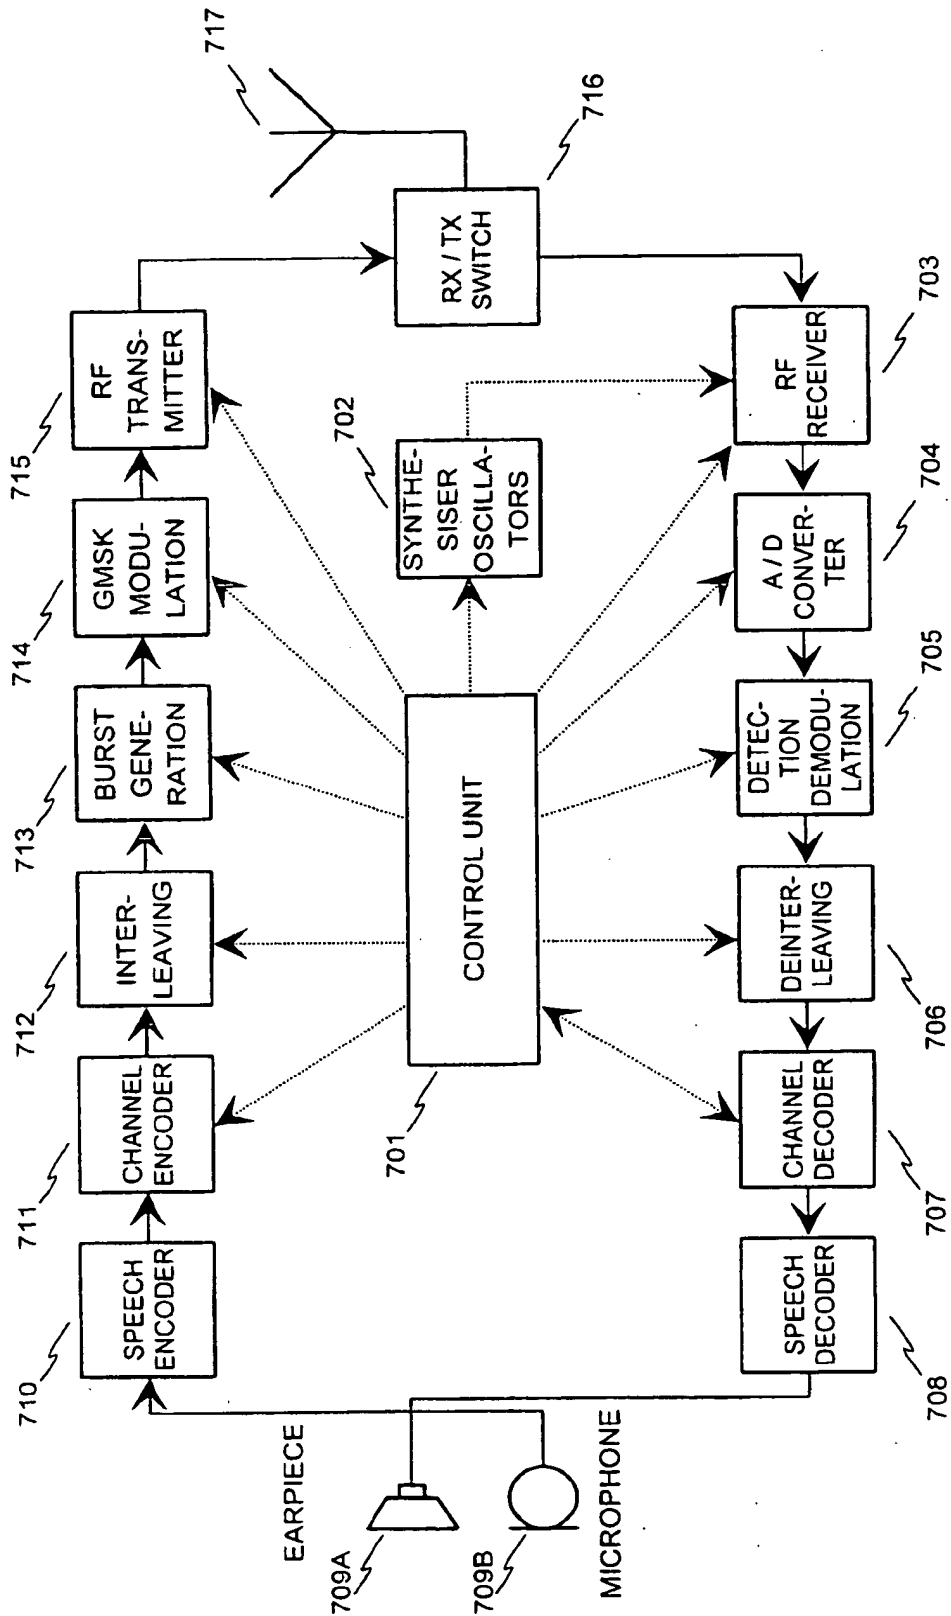 EARPIECE
709A
709B
MICROPHONE
710
SPEECH
ENCODER
711
CHANNEL
ENCODER
712
INTER-
LEAVING
713
BURST
GENE-
RATION
714
GMSK
MODU-
LATION
715
RF
TRANS-
MITTER
717
RX / TX
SWITCH
716
702
SYNTHE-
SISER
OSCILLA-
TORS
701
CONTROL UNIT
708
SPEECH
DECODER
707
CHANNEL
DECODER
706
DEINTER-
LEAVING
705
DETEC-
TION
DEMODU-
LATION
704
A / D
CONVER-
TER
703
RF
RECEIVER